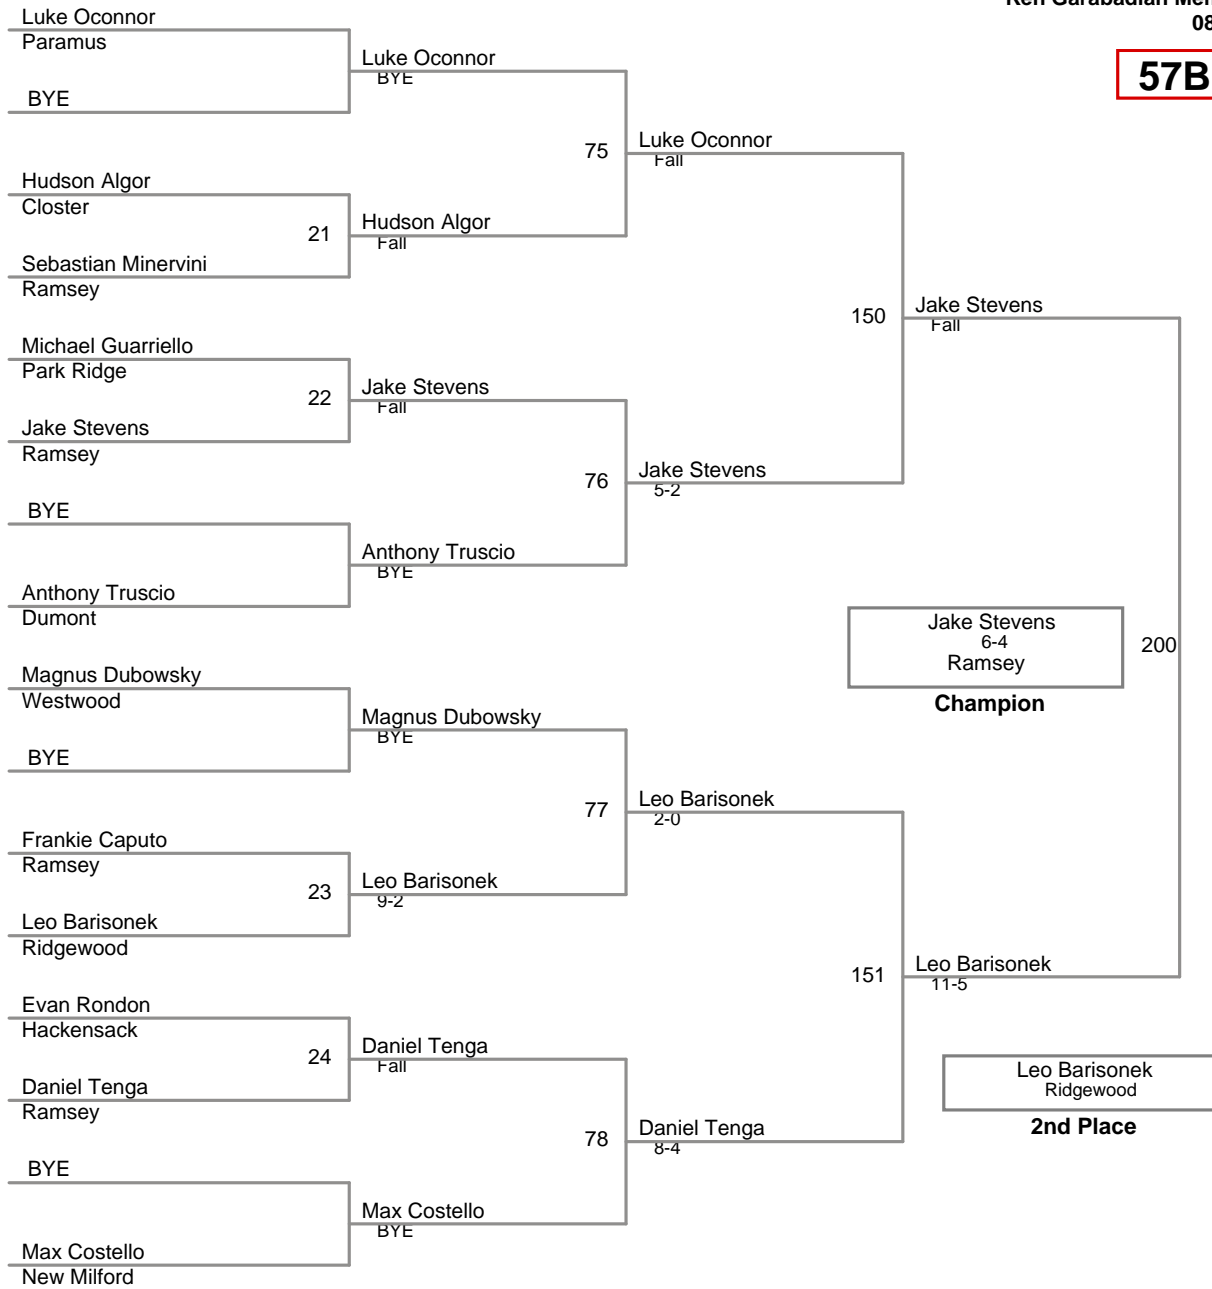 Luke Oconnor
Paramus
BYE
Hudson Algor
Closter
Sebastian Minervini
Ramsey
Michael Guarriello
Park Ridge
Jake Stevens
Ramsey
BYE
Anthony Truscio
Dumont
Magnus Dubowsky
Westwood
BYE
Frankie Caputo
Ramsey
Leo Barisonek
Ridgewood
Evan Rondon
Hackensack
Daniel Tenga
Ramsey
BYE
Max Costello
New Milford
21
22
23
24
Luke Oconnor
BYE
Hudson Algor
Fall
Jake Stevens
Fall
Anthony Truscio
BYE
Magnus Dubowsky
BYE
Leo Barisonek
9-2
Daniel Tenga
Fall
Max Costello
BYE
75
76
77
78
Luke Oconnor
Fall
Jake Stevens
5-2
Leo Barisonek
2-0
Daniel Tenga
8-4
150
151
Jake Stevens
Fall
Leo Barisonek
11-5
200
Jake Stevens
6-4
Ramsey
Champion
Leo Barisonek
Ridgewood
2nd Place
Garabadian
08
57B